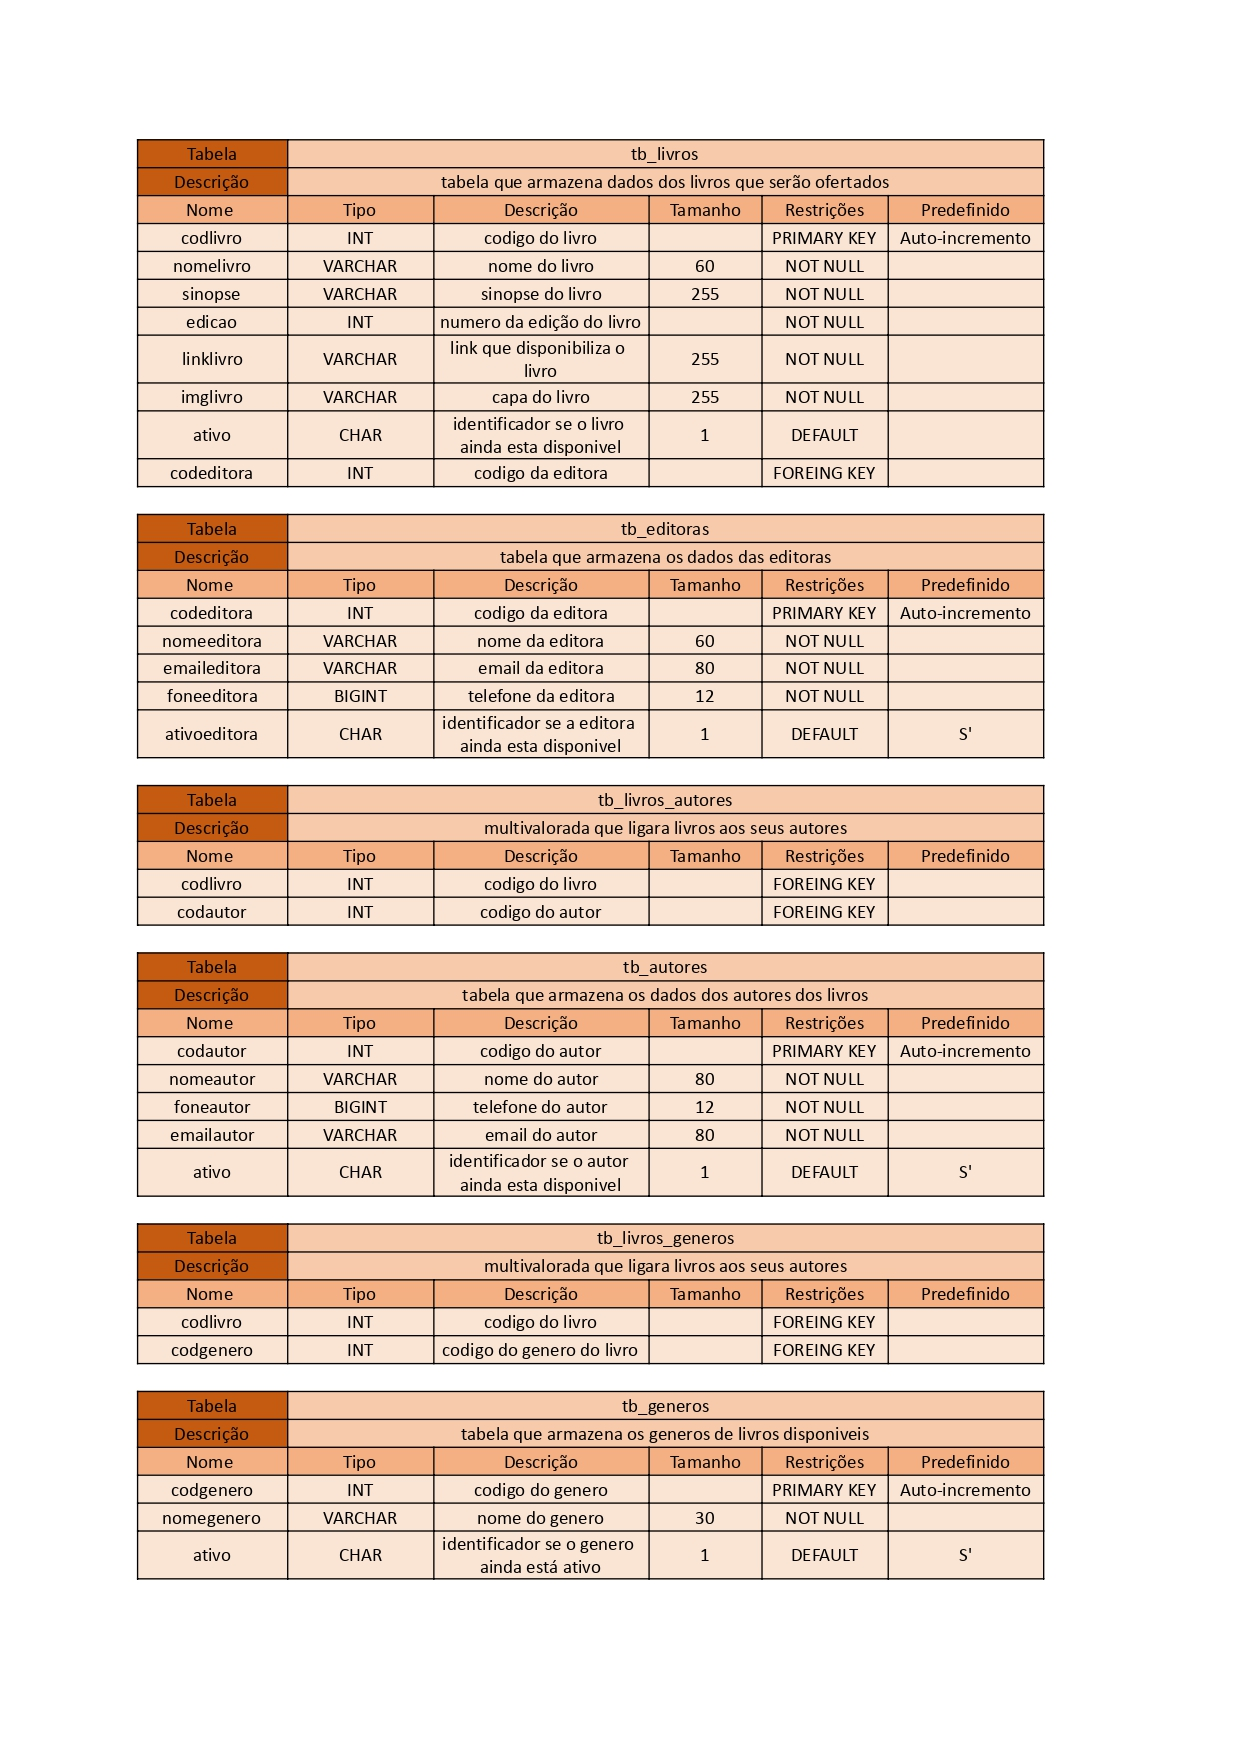 Tabela tb_livros
Descrição tabela que armazena dados dos livros que serão ofertados
Nome Tipo Descrição Tamanho Restrições Predefinido
codlivro INT codigo do livro PRIMARY KEY Auto-incremento
nomelivro VARCHAR nome do livro 60 NOT NULL
sinopse VARCHAR sinopse do livro 255 NOT NULL
edicao INT numero da edição do livro NOT NULL
linklivro VARCHAR link que disponibiliza o
livro 255 NOT NULL
imglivro VARCHAR capa do livro 255 NOT NULL
ativo CHAR identificador se o livro
ainda esta disponivel 1 DEFAULT
codeditora INT codigo da editora FOREING KEY
Tabela tb_editoras
Descrição tabela que armazena os dados das editoras
Nome Tipo Descrição Tamanho Restrições Predefinido
codeditora INT codigo da editora PRIMARY KEY Auto-incremento
nomeeditora VARCHAR nome da editora 60 NOT NULL
emaileditora VARCHAR email da editora 80 NOT NULL
foneeditora BIGINT telefone da editora 12 NOT NULL
ativoeditora CHAR identificador se a editora
ainda esta disponivel 1 DEFAULT S'
Tabela tb_livros_autores
Descrição multivalorada que ligara livros aos seus autores
Nome Tipo Descrição Tamanho Restrições Predefinido
codlivro INT codigo do livro FOREING KEY
codautor INT codigo do autor FOREING KEY
Tabela tb_autores
Descrição tabela que armazena os dados dos autores dos livros
Nome Tipo Descrição Tamanho Restrições Predefinido
codautor INT codigo do autor PRIMARY KEY Auto-incremento
nomeautor VARCHAR nome do autor 80 NOT NULL
foneautor BIGINT telefone do autor 12 NOT NULL
emailautor VARCHAR email do autor 80 NOT NULL
ativo CHAR identificador se o autor
ainda esta disponivel 1 DEFAULT S'
Tabela tb_livros_generos
Descrição multivalorada que ligara livros aos seus autores
Nome Tipo Descrição Tamanho Restrições Predefinido
codlivro INT codigo do livro FOREING KEY
codgenero INT codigo do genero do livro FOREING KEY
Tabela tb_generos
Descrição tabela que armazena os generos de livros disponiveis
Nome Tipo Descrição Tamanho Restrições Predefinido
codgenero INT codigo do genero PRIMARY KEY Auto-incremento
nomegenero VARCHAR nome do genero 30 NOT NULL
ativo CHAR identificador se o genero
ainda está ativo 1 DEFAULT S'